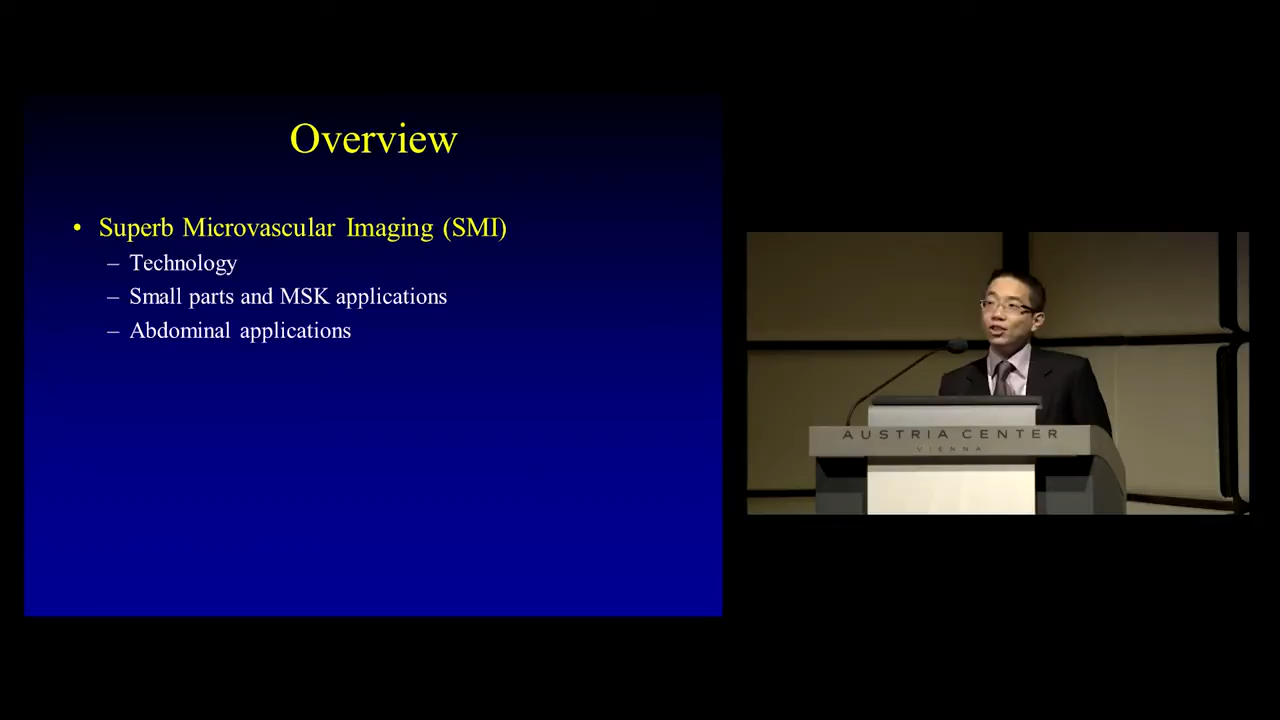 Overview
• Superb Microvascular Imaging (SMI)
– Technology
– Small parts and MSK applications
– Abdominal applications
AUSTRIA CENTER
VIENNA